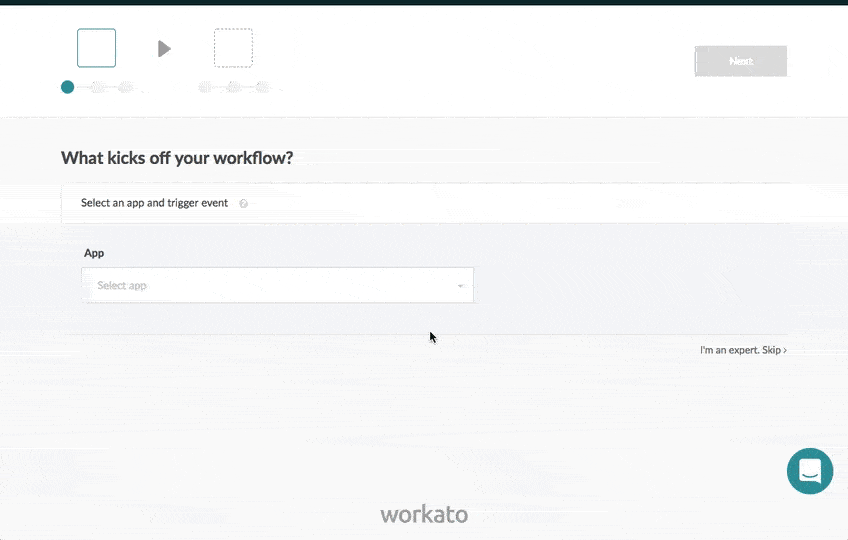 Next
What kicks off your workflow?
Select an app and trigger event
App
Select app
I'm an expert. Skip >
workato